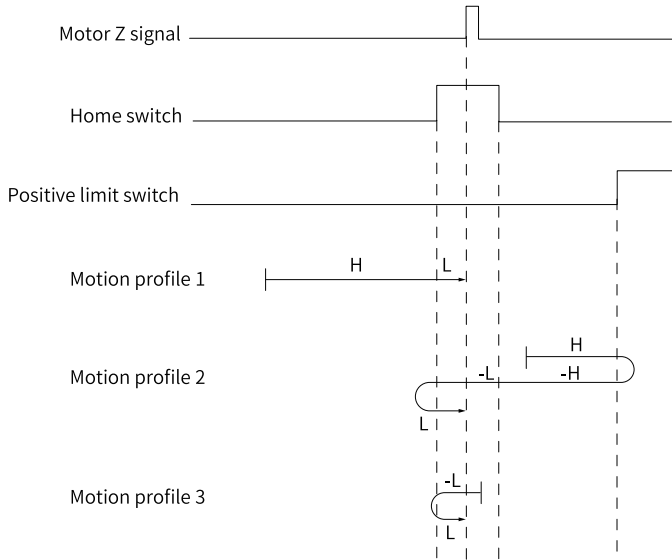 Motor Z signal
Home switch
Positive limit switch
Motion profile 1
H
L
Motion profile 2
H
-L
-H
L
Motion profile 3
-L
L